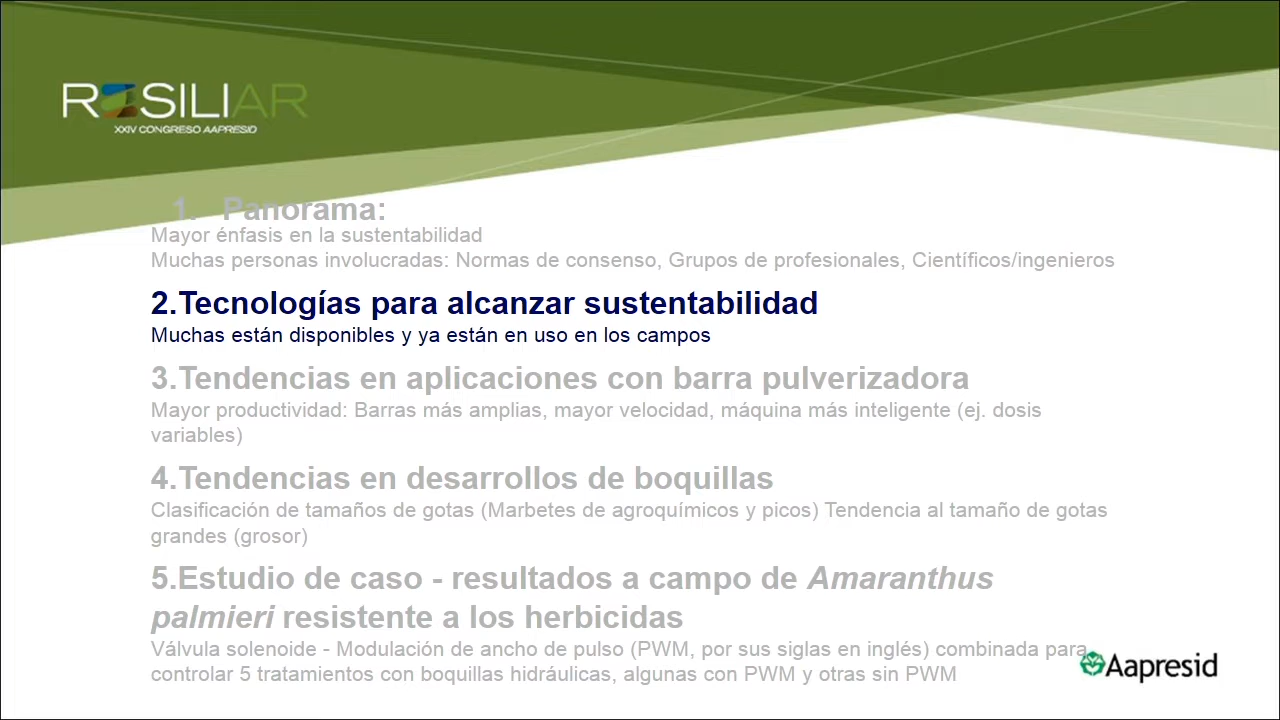 RESILIAR
XXIV CONGRESO AAPRESID
1. Panorama:
Mayor énfasis en la sustentabilidad
Muchas personas involucradas: Normas de consenso, Grupos de profesionales, Científicos/ingenieros
2.Tecnologías para alcanzar sustentabilidad
Muchas están disponibles y ya están en uso en los campos
3.Tendencias en aplicaciones con barra pulverizadora
Mayor productividad: Barras más amplias, mayor velocidad, máquina más inteligente (ej. dosis
variables)
4.Tendencias en desarrollos de boquillas
Clasificación de tamaños de gotas (Marbetes de agroquímicos y picos) Tendencia al tamaño de gotas
grandes (grosor)
5.Estudio de caso - resultados a campo de Amaranthus
palmieri resistente a los herbicidas
Válvula solenoide - Modulación de ancho de pulso (PWM, por sus siglas en inglés) combinada para
controlar 5 tratamientos con boquillas hidráulicas, algunas con PWM y otras sin PWM
Aapresid